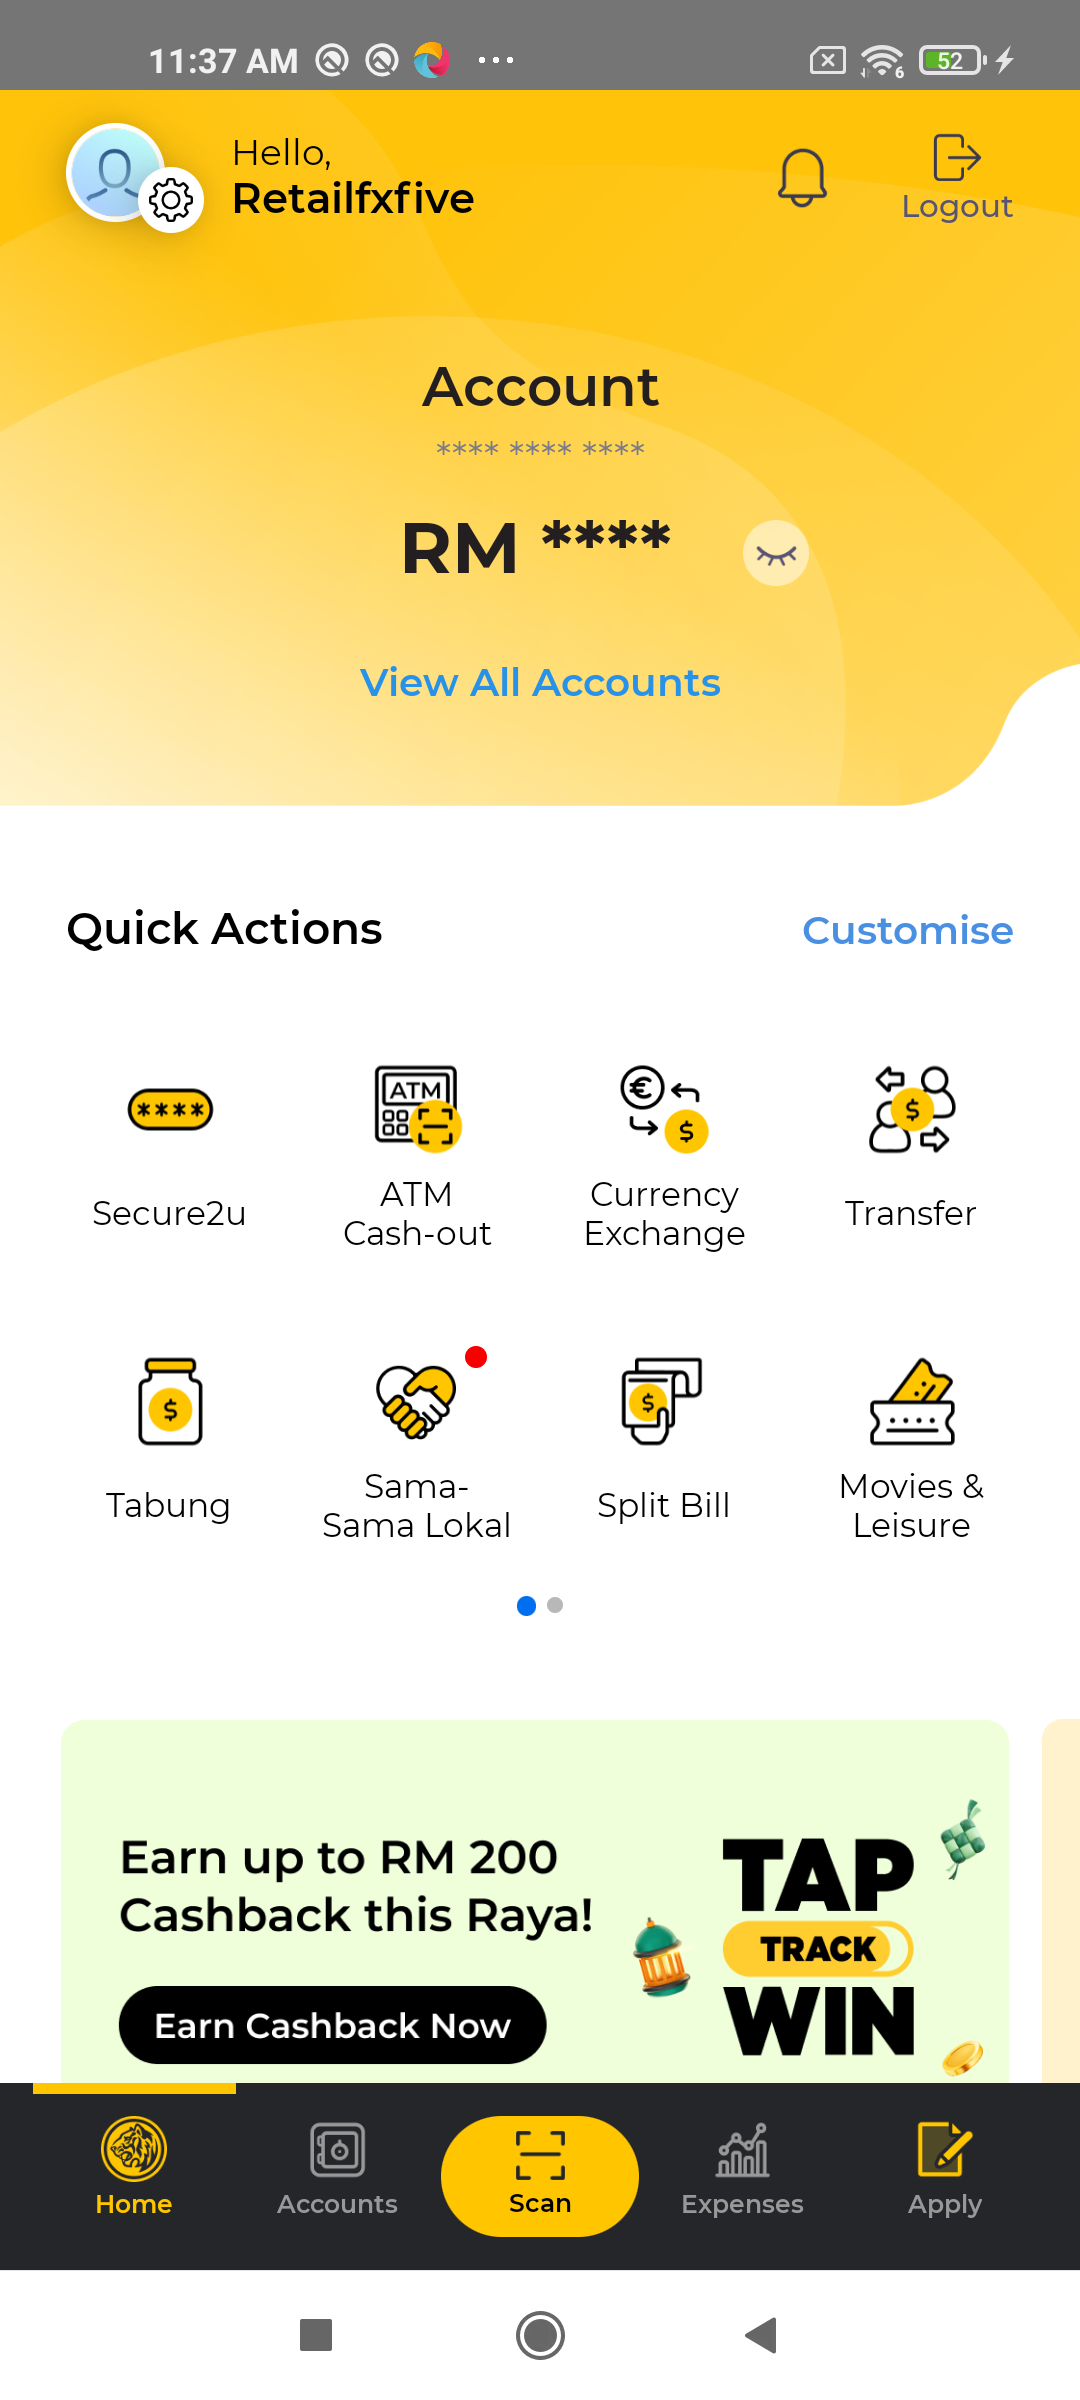 11:37 AM
6
52
Hello,
Retailfxfive
Logout
Account
**** **** ****
RM ****
View All Accounts
Quick Actions
Customise
****
ATM
€
$
$
Secure2u
ATM
Cash-out
Currency
Exchange
Transfer
$
$
Tabung
Sama-
Sama Lokal
Split Bill
Movies &
Leisure
Earn up to RM 200
Cashback this Raya!
Earn Cashback Now
TAP
TRACK
WIN
Home
Accounts
Scan
Expenses
Apply